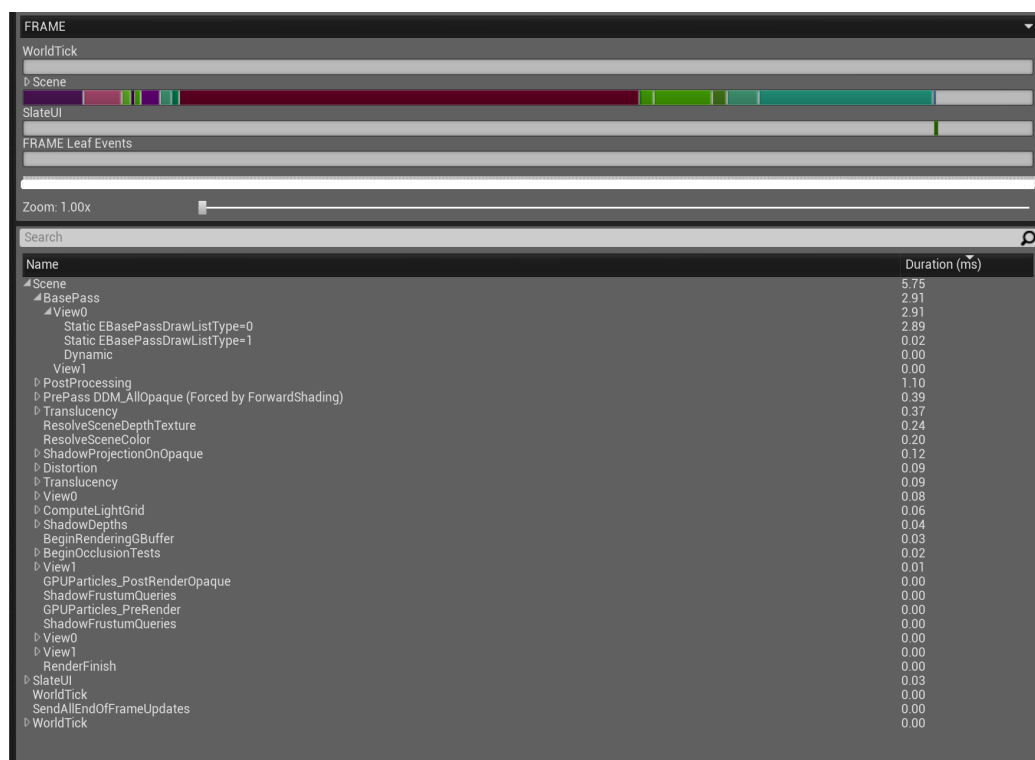 FRAME
WorldTick
Scene
SlateUI
FRAME Leaf Events
Zoom: 1.00x
Search
Name Duration (ms)
Scene 5.75
BasePass 2.91
View0 2.91
Static EBasePassDrawListType=0 2.89
Static EBasePassDrawListType=1 0.02
Dynamic 0.00
View1 0.00
PostProcessing 1.10
PrePass DDM_AllOpaque (Forced by ForwardShading) 0.39
Translucency 0.37
ResolveSceneDepthTexture 0.24
ResolveSceneColor 0.20
ShadowProjectionOnOpaque 0.12
Distortion 0.09
Translucency 0.09
View0 0.08
ComputeLightGrid 0.06
ShadowDepths 0.04
BeginRenderingGBuffer 0.03
BeginOcclusionTests 0.02
View1 0.01
GPUParticles_PostRenderOpaque 0.00
ShadowFrustumQueries 0.00
GPUParticles_PreRender 0.00
ShadowFrustumQueries 0.00
View0 0.00
View1 0.00
RenderFinish 0.00
SlateUI 0.03
WorldTick 0.00
SendAllEndOfFrameUpdates 0.00
WorldTick 0.00